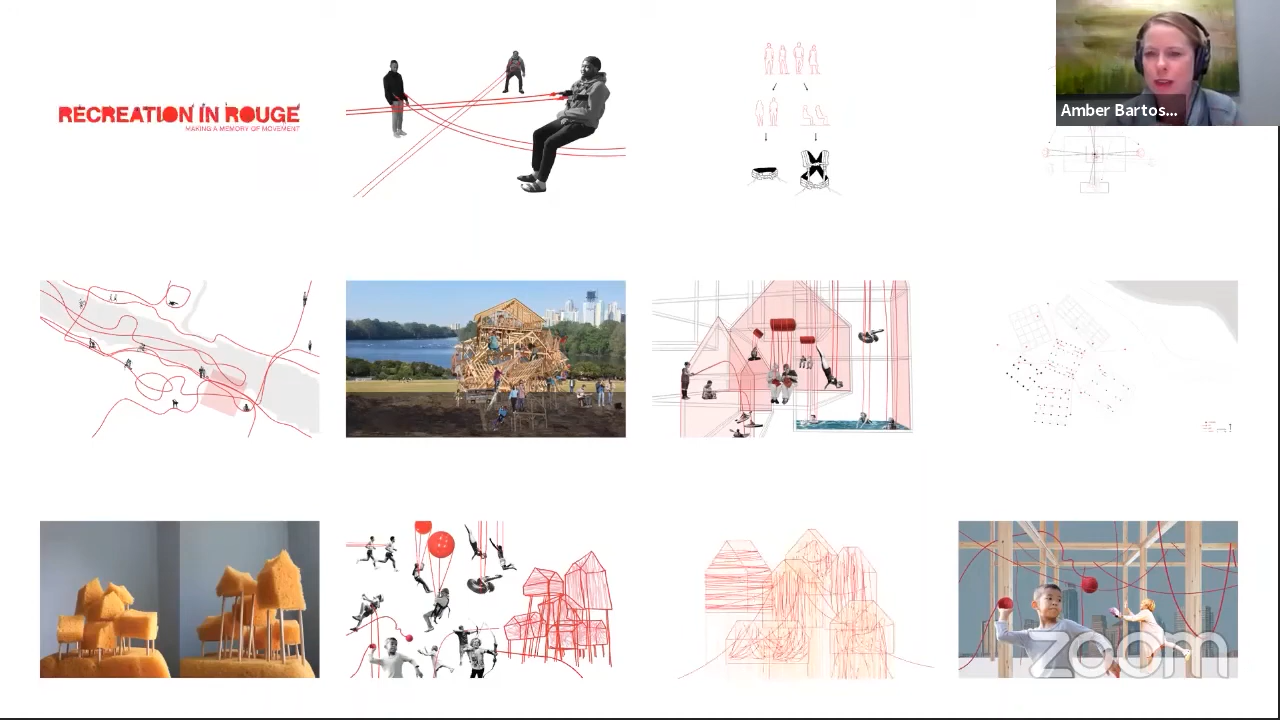 RECREATION IN ROUGE
MAKING A MEMORY OF MOVEMENT
Amber Bartos...
zoom